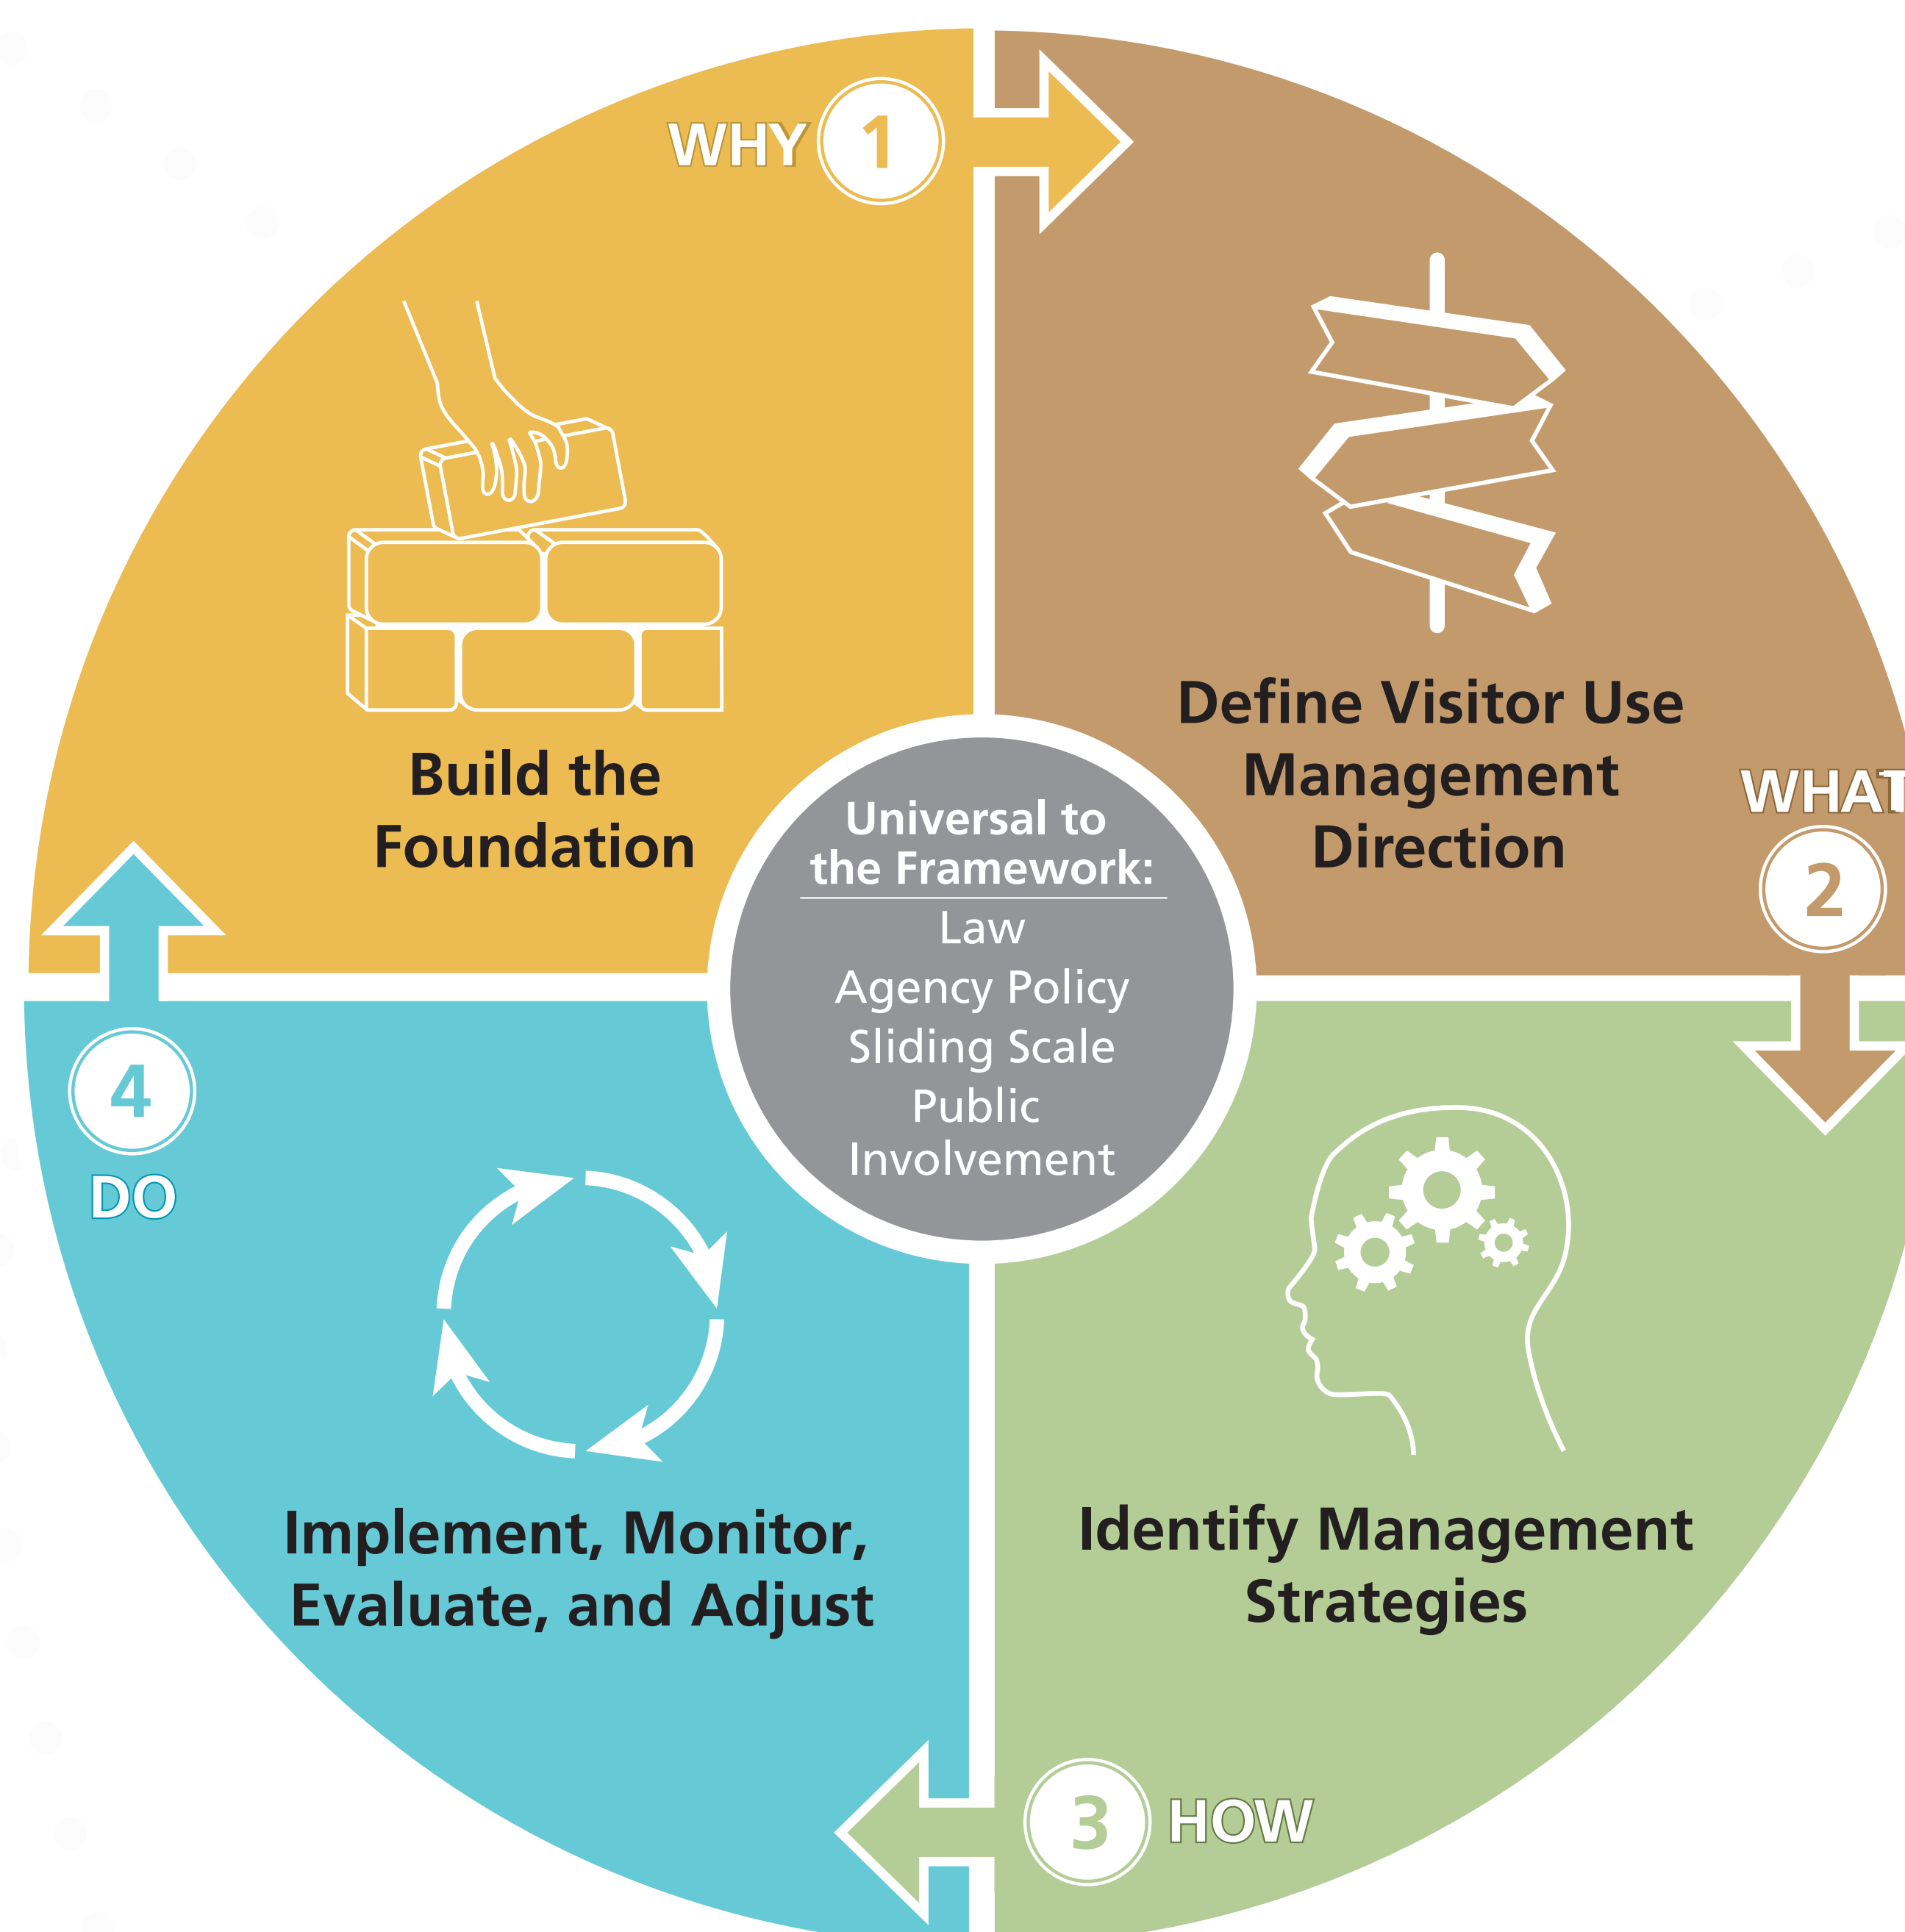 WHY 1
Build the
Foundation
Define Visitor Use
Management
Direction
WHAT
2
Universal to
the Framework:
Law
Agency Policy
Sliding Scale
Public
Involvement
Identify Management
Strategies
3 HOW
4
DO
Implement, Monitor,
Evaluate, and Adjust